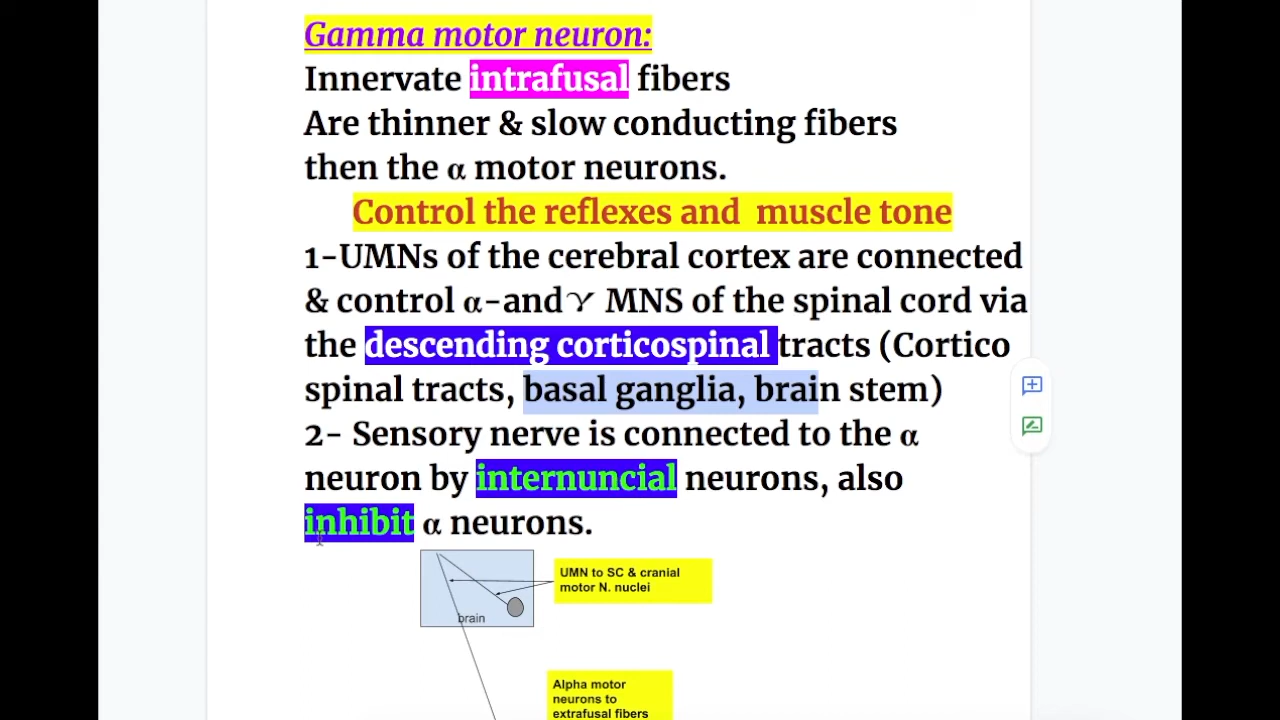 Gamma motor neuron:
Innervate intrafusal fibers
Are thinner & slow conducting fibers
then the α motor neurons.
Control the reflexes and muscle tone
1-UMNs of the cerebral cortex are connected
& control α-and ϒ MNS of the spinal cord via
the descending corticospinal tracts (Cortico
spinal tracts, basal ganglia, brain stem)
2- Sensory nerve is connected to the α
neuron by internuncial neurons, also
inhibit α neurons.
UMN to SC & cranial
motor N. nuclei
brain
Alpha motor
neurons to
extrafusal fibers